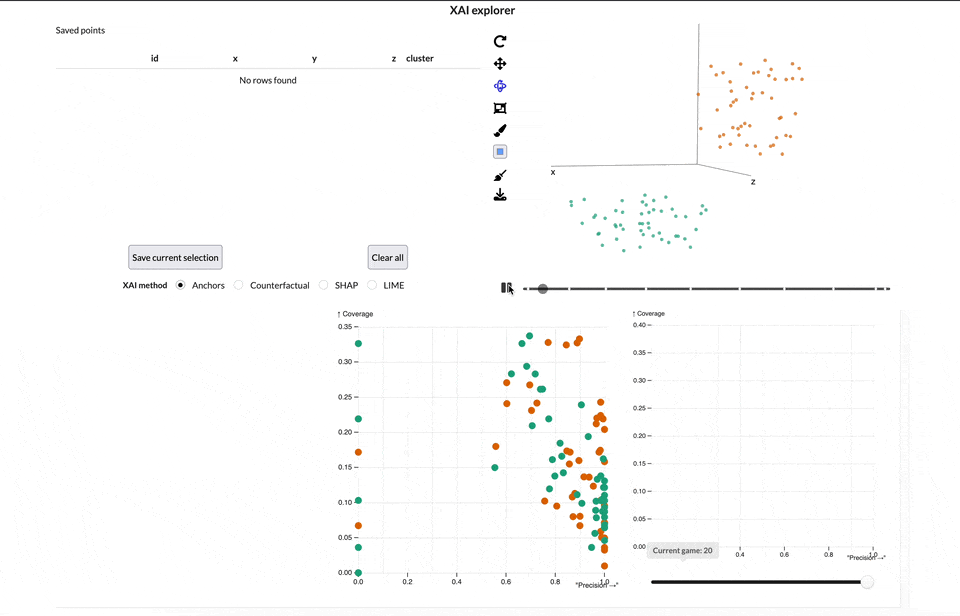 XAI explorer
Saved points
id x y z cluster
No rows found
x
z
Save current selection Clear all
XAI method Anchors Counterfactual SHAP LIME
↑ Coverage
0.35
0.30
0.25
0.20
0.15
0.10
0.05
0.00
0.0 0.2 0.4 0.6 0.8 1.0
"Precision →"
↑ Coverage
0.40
0.35
0.30
0.25
0.20
0.15
0.10
0.05
0.00
0.4 0.6 0.8 1.0
"Precision →"
Current game: 20